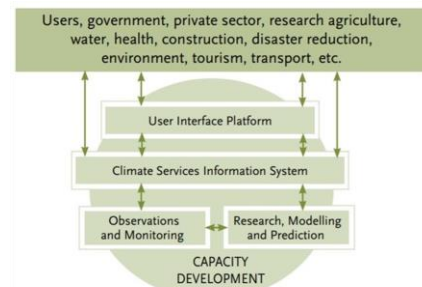 Users, government, private sector, research agriculture,
water, health, construction, disaster reduction,
environment, tourism, transport, etc.
User Interface Platform
Climate Services Information System
Observations
and Monitoring
Research, Modelling
and Prediction
CAPACITY
DEVELOPMENT